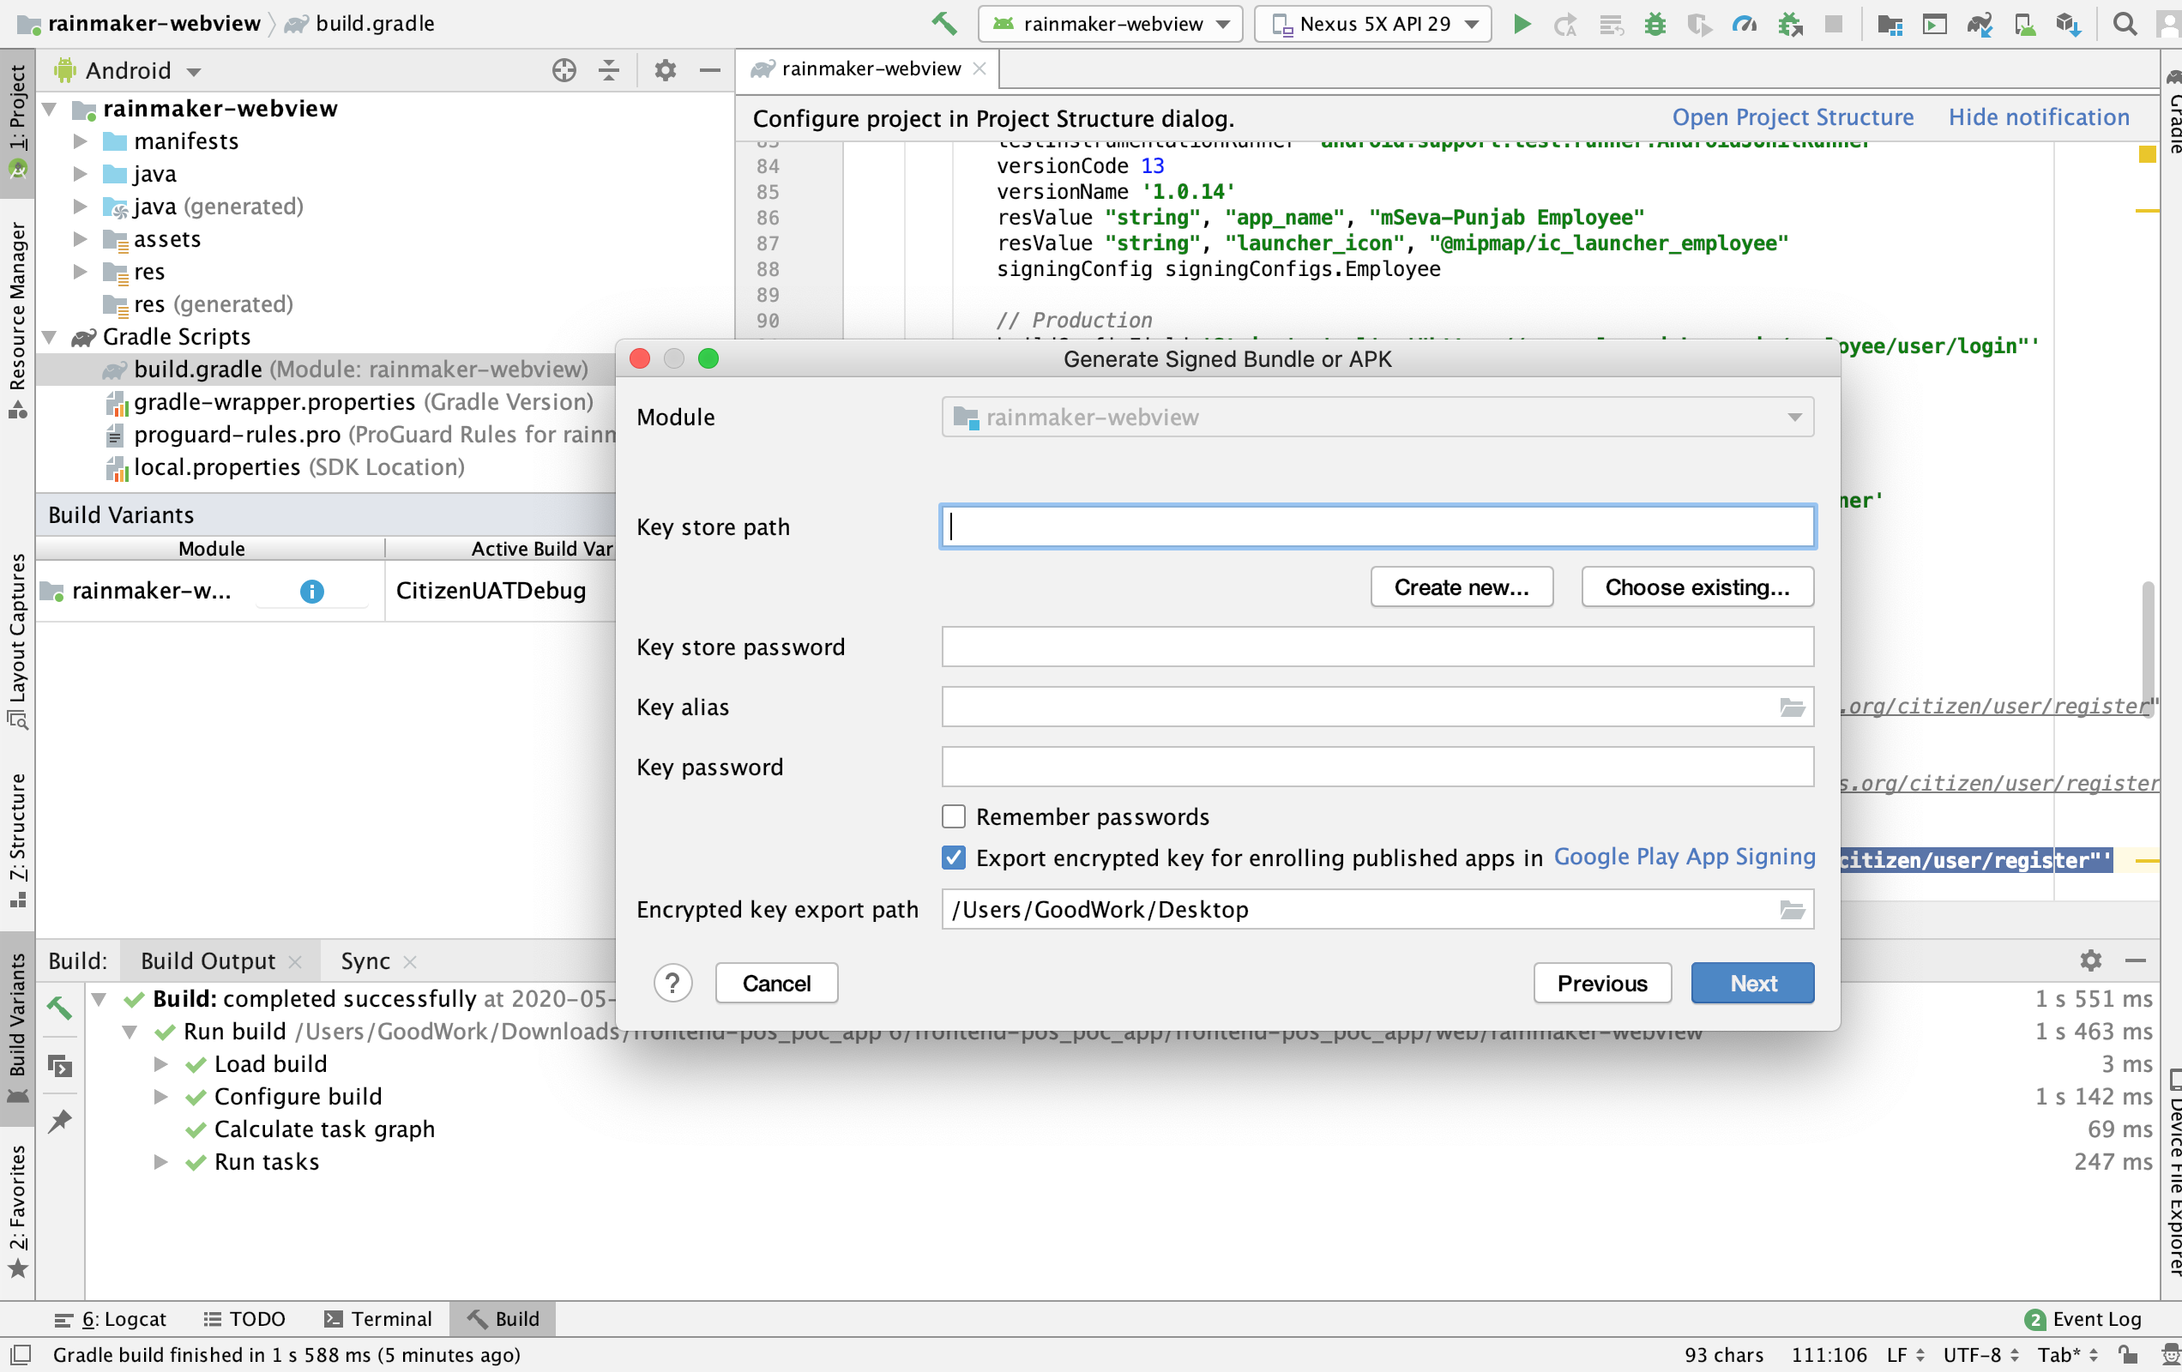 rainmaker-webview build.gradle rainmaker-webview Nexus 5X API 29
Android
rainmaker-webview
Configure project in Project Structure dialog. Open Project Structure Hide notification
rainmaker-webview
manifests
java
java (generated)
assets
res
res (generated)
Gradle Scripts
build.gradle (Module: rainmaker-webview)
gradle-wrapper.properties (Gradle Version)
proguard-rules.pro (ProGuard Rules for rainm
local.properties (SDK Location)
84 versionCode 13
85 versionName '1.0.14'
86 resValue "string", "app_name", "mSeva-Punjab Employee"
87 resValue "string", "launcher_icon", "@mipmap/ic_launcher_employee"
88 signingConfig signingConfigs.Employee
89
90 // Production
oyee/user/login"'
ner'
.org/citizen/user/register"
s.org/citizen/user/register
citizen/user/register"'
Build Variants
Module Active Build Var
rainmaker-w... CitizenUATDebug
Generate Signed Bundle or APK
Module rainmaker-webview
Key store path
Create new... Choose existing...
Key store password
Key alias
Key password
Remember passwords
Export encrypted key for enrolling published apps in Google Play App Signing
Encrypted key export path /Users/GoodWork/Desktop
? Cancel Previous Next
Build: Build Output Sync
Build: completed successfully at 2020-05- 1 s 551 ms
Run build /Users/GoodWork/Downloads/frontend-pos_poc_app 6/frontend-pos_poc_app/frontend-pos_poc_app/web/rainmaker-webview 1 s 463 ms
Load build 3 ms
Configure build 1 s 142 ms
Calculate task graph 69 ms
Run tasks 247 ms
1: Project
Resource Manager
Layout Captures
7: Structure
Build Variants
2: Favorites
Gradle
Device File Explorer
6: Logcat TODO Terminal Build 2 Event Log
Gradle build finished in 1 s 588 ms (5 minutes ago) 93 chars 111:106 LF UTF-8 Tab*